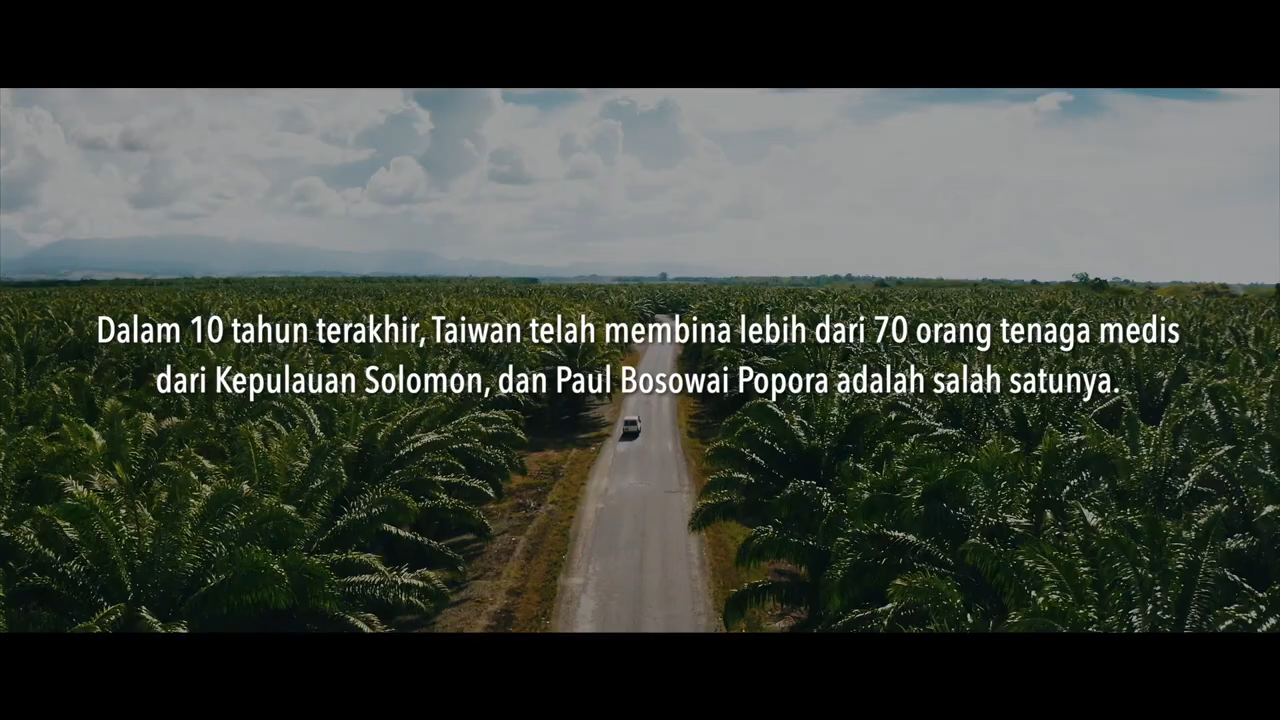 Dalam 10 tahun terakhir, Taiwan telah membina lebih dari 70 orang tenaga medis
dari Kepulauan Solomon, dan Paul Bosowai Popora adalah salah satunya.